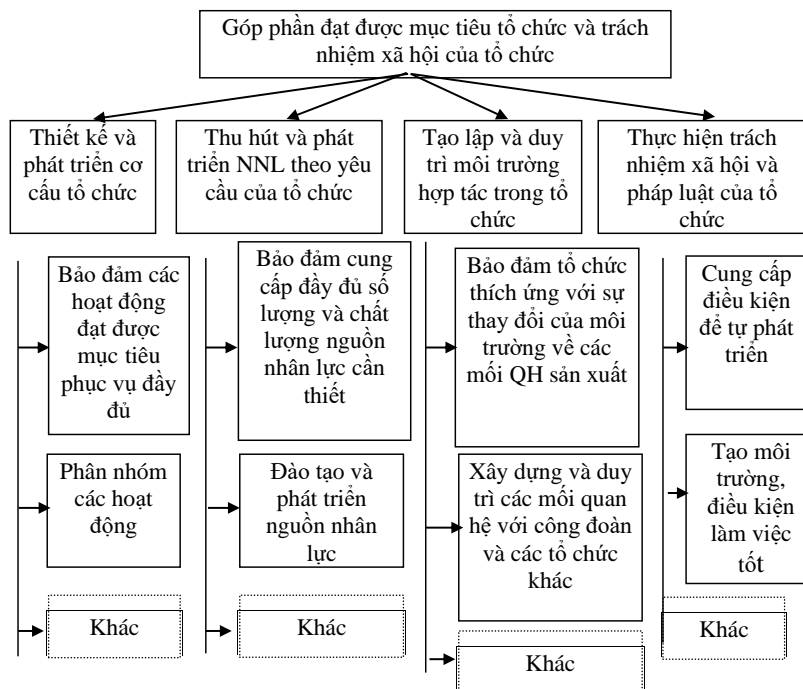 Góp phần đạt được mục tiêu tổ chức và trách
nhiệm xã hội của tổ chức
Thiết kế và
phát triển cơ
cấu tổ chức
Thu hút và phát
triển NNL theo yêu
cầu của tổ chức
Tạo lập và duy
trì môi trường
hợp tác trong tổ
chức
Thực hiện trách
nhiệm xã hội và
pháp luật của tổ
chức
Bảo đảm các
hoạt động
đạt được
mục tiêu
phục vụ đầy
đủ
Phân nhóm
các hoạt
động
Khác
Bảo đảm cung
cấp đầy đủ số
lượng và chất
lượng nguồn
nhân lực cần
thiết
Đào tạo và
phát triển
nguồn nhân
lực
Khác
Bảo đảm tổ chức
thích ứng với sự
thay đổi của môi
trường về các
mối QH sản xuất
Xây dựng và duy
trì các mối quan
hệ với công đoàn
và các tổ chức
khác
Khác
Cung cấp
điều kiện
để tự phát
triển
Tạo môi
trường,
điều kiện
làm việc
tốt
Khác